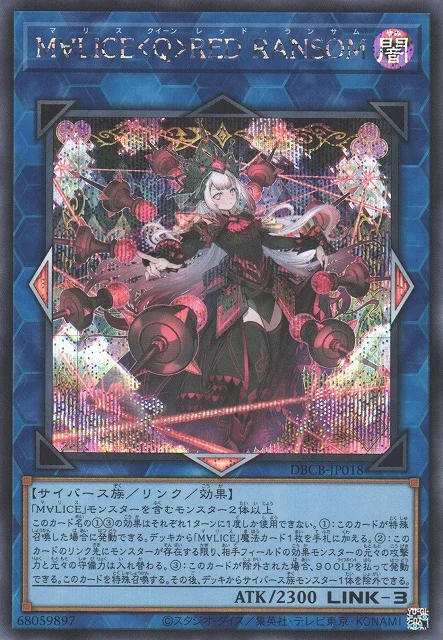 マリス クイーン レッド・ランサム
M∀LICE<Q>RED RANSOM
闇
DBCB-JP018
【サイバース族／リンク／効果】
「M∀LICE」モンスターを含むモンスター2体以上
このカード名の①③の効果はそれぞれ1ターンに1度しか使用できない。①：このカードが特殊
召喚した場合に発動できる。デッキから「M∀LICE」魔法カード1枚を手札に加える。②：こ
のカードのリンク先にモンスターが存在する限り、相手フィールドの効果モンスターの元々の攻撃
力と元々の守備力は入れ替わる。③：このカードが除外された場合、900LPを払って発動
できる。このカードを特殊召喚する。その後、デッキからサイバース族モンスター1体を除外できる。
ATK/2300 LINK-3
68059897
©スタジオ・ダイス／集英社・テレビ東京・KONAMI